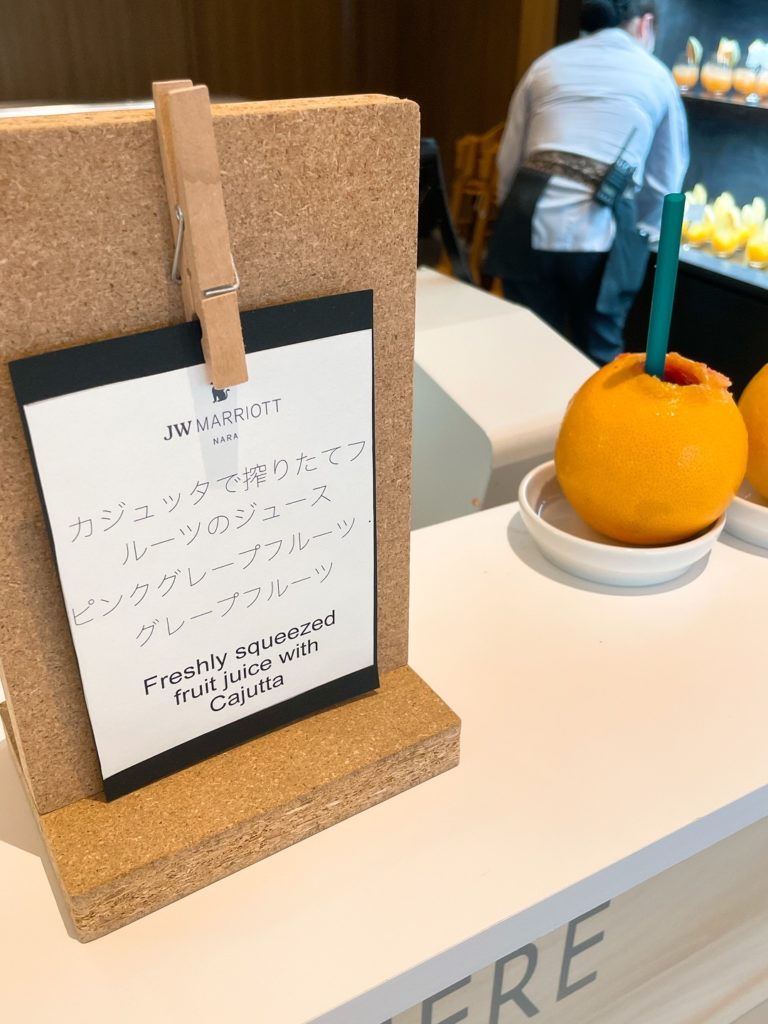 JW MARRIOTT
NARA
カジュッタで搾りたてフ
ルーツのジュース
ピンクグレープフルーツ・
グレープフルーツ
Freshly squeezed
fruit juice with
Cajutta